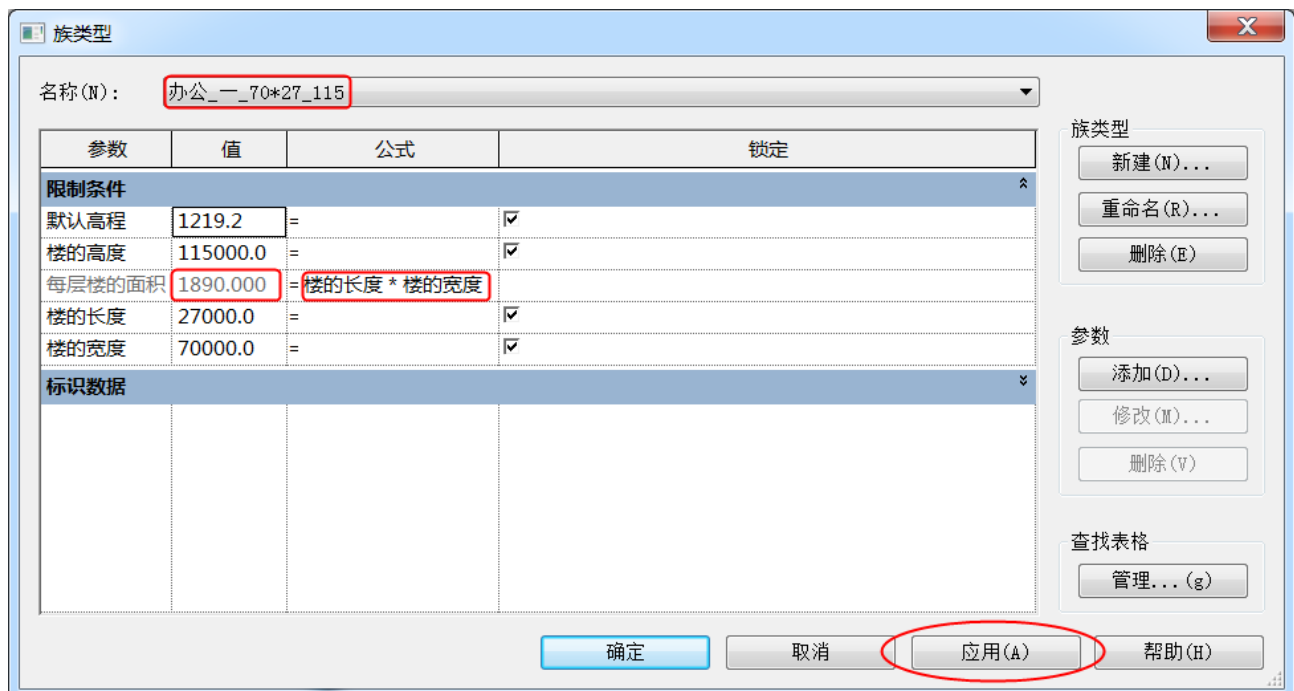 族类型
名称(N): 办公_一_70*27_115
参数 值 公式 锁定
限制条件
默认高程 1219.2 =
楼的高度 115000.0 =
每层楼的面积 1890.000 = 楼的长度 * 楼的宽度
楼的长度 27000.0 =
楼的宽度 70000.0 =
标识数据
族类型
新建(N)...
重命名(R)...
删除(E)
参数
添加(D)...
修改(M)...
删除(V)
查找表格
管理...(g)
确定 取消 应用(A) 帮助(H)